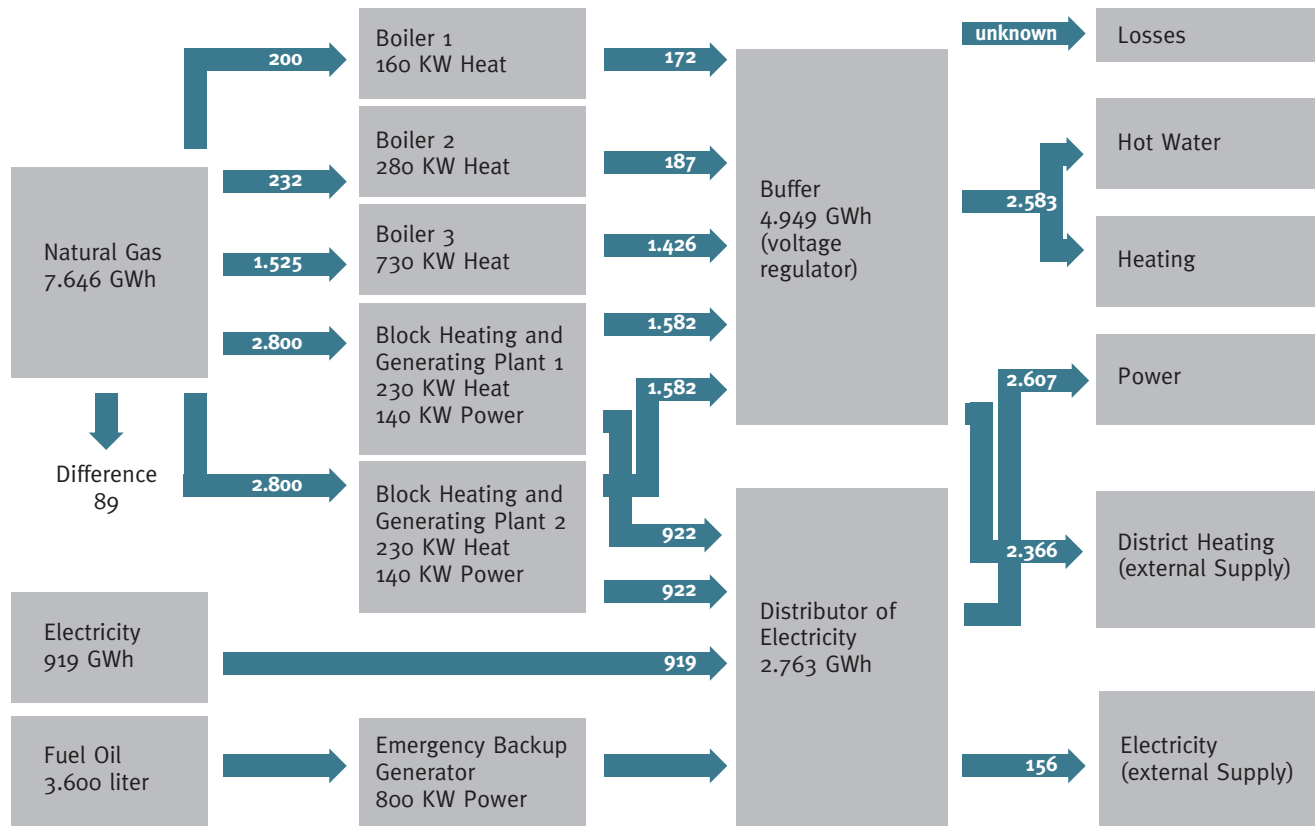 Natural Gas
7.646 GWh
Difference
89
Electricity
919 GWh
Fuel Oil
3.600 liter
200
232
1.525
2.800
2.800
Boiler 1
160 KW Heat
Boiler 2
280 KW Heat
Boiler 3
730 KW Heat
Block Heating and
Generating Plant 1
230 KW Heat
140 KW Power
Block Heating and
Generating Plant 2
230 KW Heat
140 KW Power
Emergency Backup
Generator
800 KW Power
172
187
1.426
1.582
1.582
922
922
919
Buffer
4.949 GWh
(voltage
regulator)
Distributor of
Electricity
2.763 GWh
unknown
2.583
2.607
2.366
156
Losses
Hot Water
Heating
Power
District Heating
(external Supply)
Electricity
(external Supply)